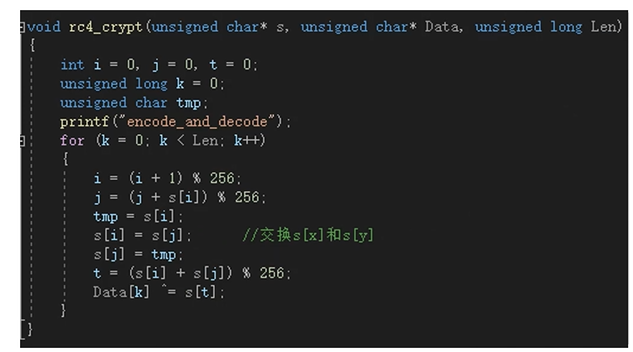 void rc4_crypt(unsigned char* s, unsigned char* Data, unsigned long Len)
{
int i = 0, j = 0, t = 0;
unsigned long k = 0;
unsigned char tmp;
printf("encode_and_decode");
for (k = 0; k < Len; k++)
{
i = (i + 1) % 256;
j = (j + s[i]) % 256;
tmp = s[i];
s[i] = s[j];    //交换s[x]和s[y]
s[j] = tmp;
t = (s[i] + s[j]) % 256;
Data[k] ^= s[t];
}
}